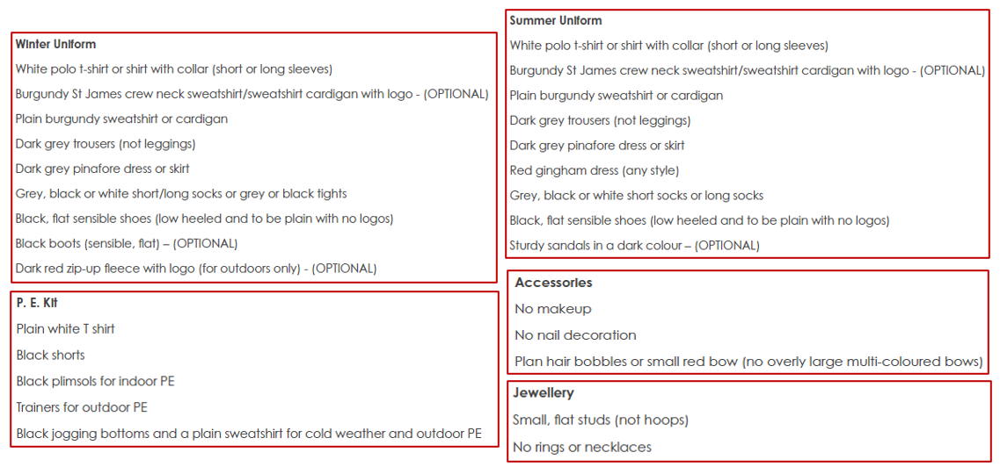 Winter Uniform
White polo t-shirt or shirt with collar (short or long sleeves)
Burgundy St James crew neck sweatshirt/sweatshirt cardigan with logo - (OPTIONAL)
Plain burgundy sweatshirt or cardigan
Dark grey trousers (not leggings)
Dark grey pinafore dress or skirt
Grey, black or white short/long socks or grey or black tights
Black, flat sensible shoes (low heeled and to be plain with no logos)
Black boots (sensible, flat) – (OPTIONAL)
Dark red zip-up fleece with logo (for outdoors only) - (OPTIONAL)
P. E. Kit
Plain white T shirt
Black shorts
Black plimsols for indoor PE
Trainers for outdoor PE
Black jogging bottoms and a plain sweatshirt for cold weather and outdoor PE
Summer Uniform
White polo t-shirt or shirt with collar (short or long sleeves)
Burgundy St James crew neck sweatshirt/sweatshirt cardigan with logo - (OPTIONAL)
Plain burgundy sweatshirt or cardigan
Dark grey trousers (not leggings)
Dark grey pinafore dress or skirt
Red gingham dress (any style)
Grey, black or white short socks or long socks
Black, flat sensible shoes (low heeled and to be plain with no logos)
Sturdy sandals in a dark colour – (OPTIONAL)
Accessories
No makeup
No nail decoration
Plan hair bobbles or small red bow (no overly large multi-coloured bows)
Jewellery
Small, flat studs (not hoops)
No rings or necklaces